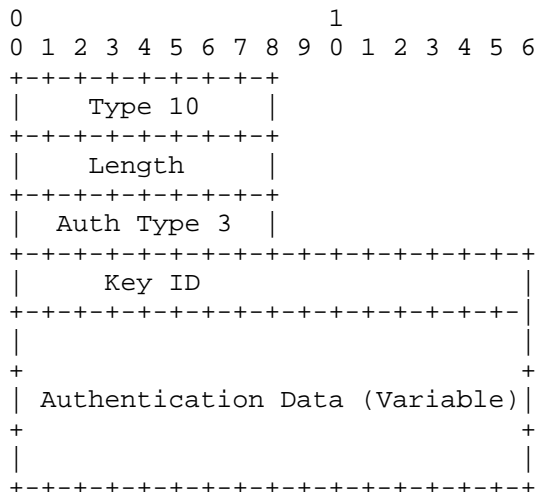 0                   1
0 1 2 3 4 5 6 7 8 9 0 1 2 3 4 5 6
+-+-+-+-+-+-+-+-+
|    Type 10    |
+-+-+-+-+-+-+-+-+
|    Length     |
+-+-+-+-+-+-+-+-+
|  Auth Type 3  |
+-+-+-+-+-+-+-+-+-+-+-+-+-+-+-+-+
|     Key ID                    |
+-+-+-+-+-+-+-+-+-+-+-+-+-+-+-+-|
|                               |
+                               +
| Authentication Data (Variable)|
+                               +
|                               |
+-+-+-+-+-+-+-+-+-+-+-+-+-+-+-+-+